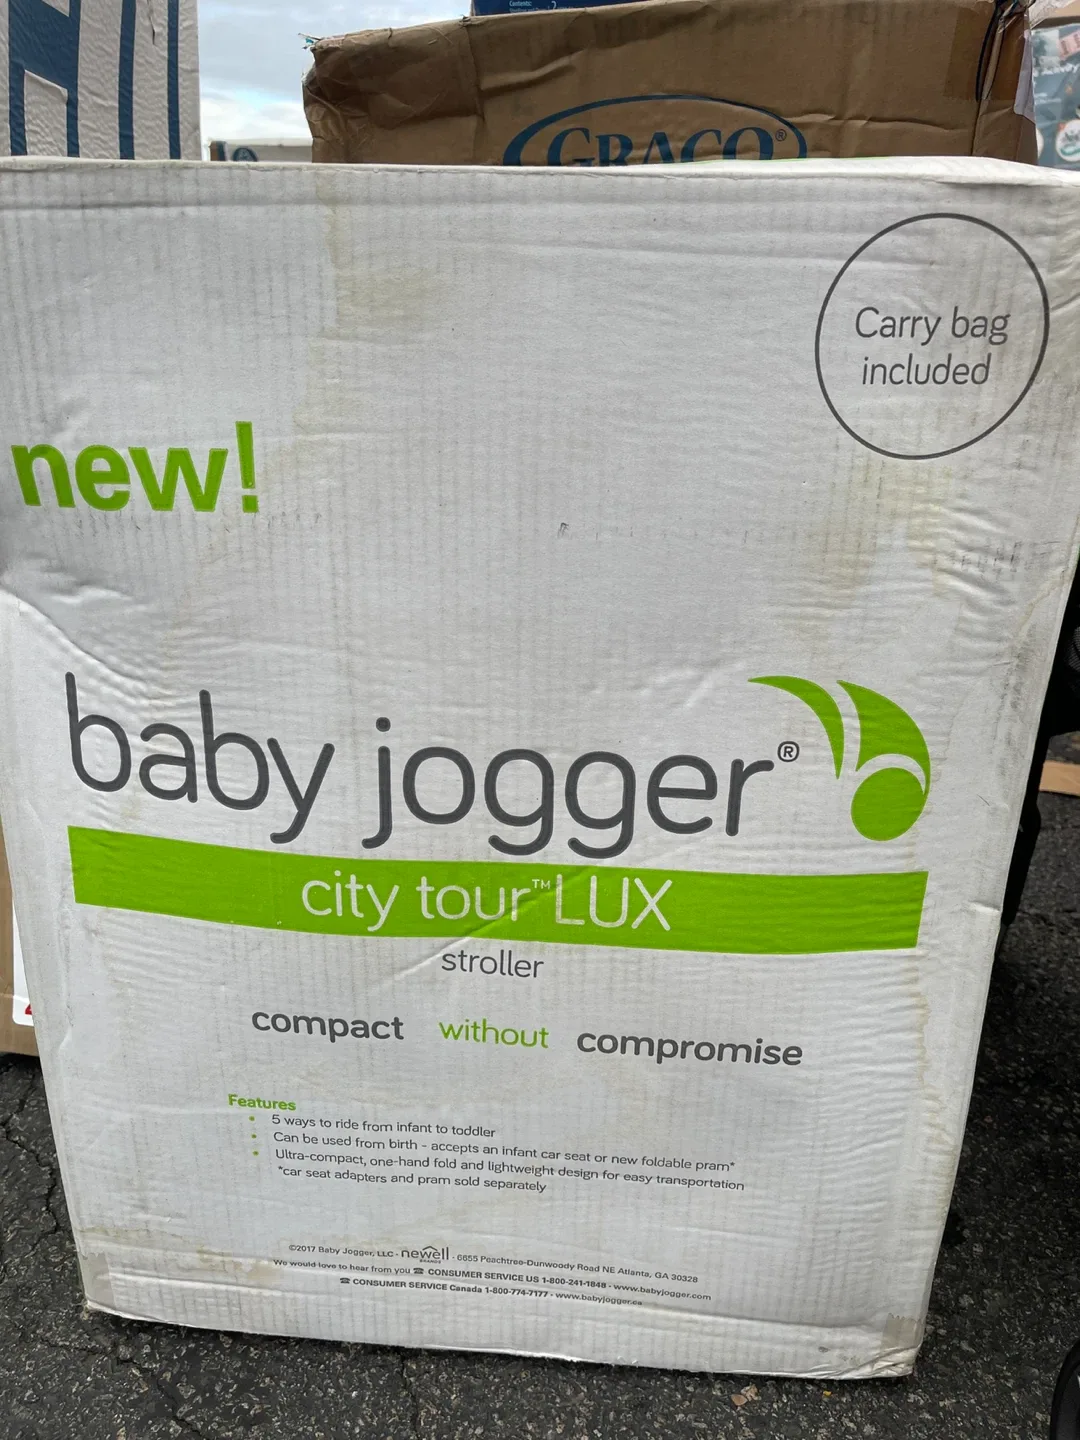 GRACO®
Carry bag
included
new!
baby jogger®
city tour™ LUX
stroller
compact without compromise
Features
• 5 ways to ride from infant to toddler
• Can be used from birth - accepts an infant car seat or new foldable pram*
• Ultra-compact, one-hand fold and lightweight design for easy transportation
*car seat adapters and pram sold separately
©2017 Baby Jogger, LLC - newell BRANDS - 6655 Peachtree-Dunwoody Road NE Atlanta, GA 30328
We would love to hear from you ☎ CONSUMER SERVICE US 1-800-241-1848 - www.babyjogger.com
☎ CONSUMER SERVICE Canada 1-800-774-7177 - www.babyjogger.ca